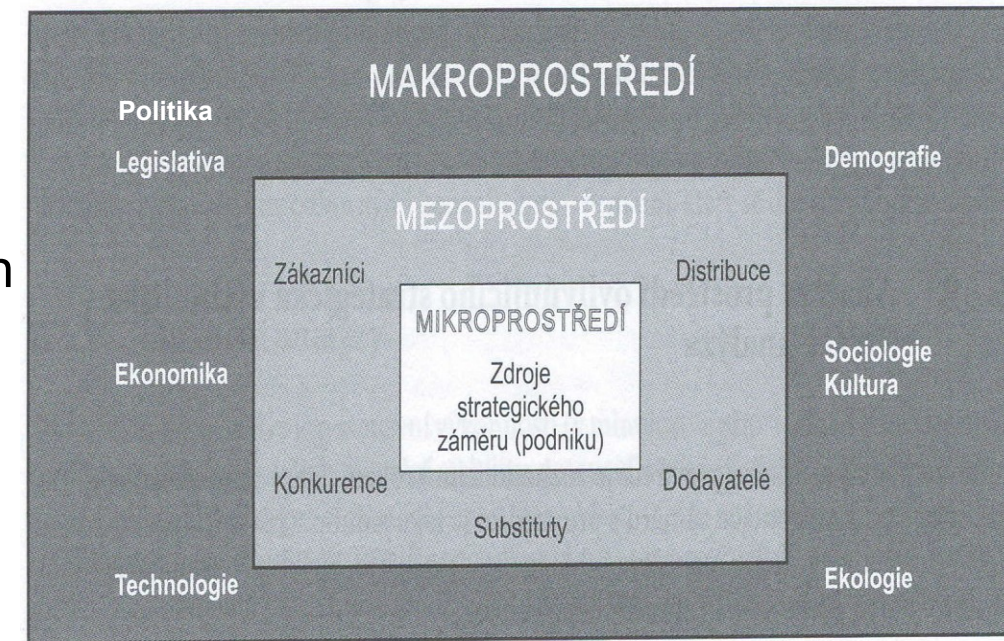 MAKROPROSTŘEDÍ
Politika
Legislativa
Demografie
MEZOPROSTŘEDÍ
Zákazníci
Distribuce
MIKROPROSTŘEDÍ
Zdroje
strategického
záměru (podniku)
Ekonomika
Sociologie
Kultura
Konkurence
Dodavatelé
Substituty
Technologie
Ekologie